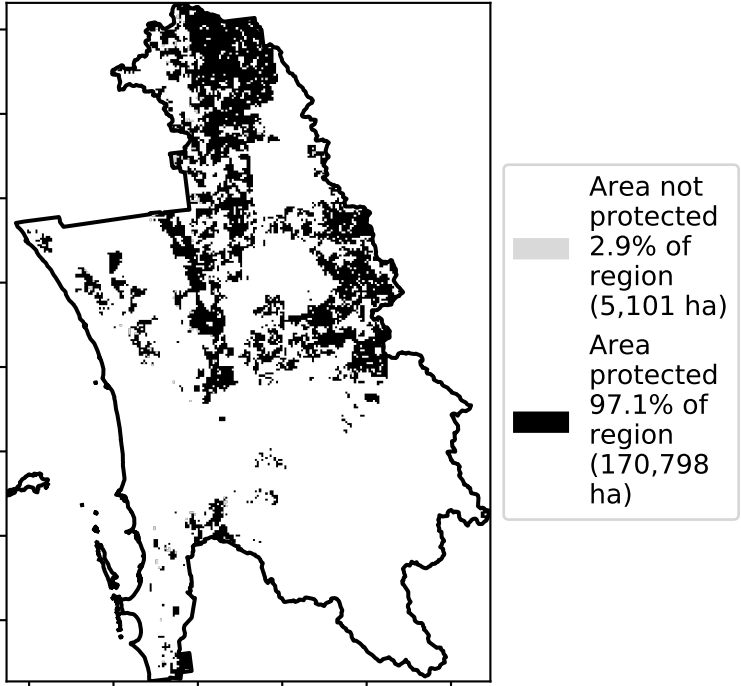 Area not
protected
2.9% of
region
(5,101 ha)
Area
protected
97.1% of
region
(170,798
ha)